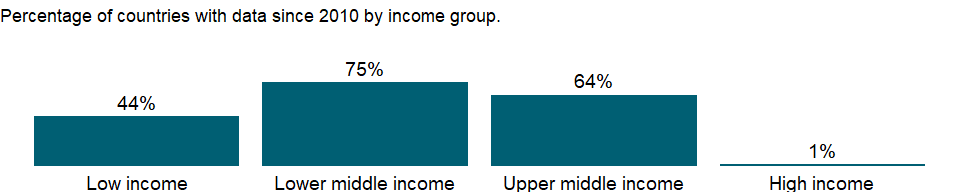 Percentage of countries with data since 2010 by income group.
75%
64%
44%
1%
Low income
Lower middle income
Upper middle income
High income